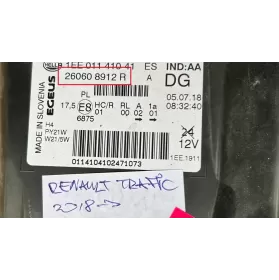 HELLA 1EE 011 410 41 ES IND:AA
26060 8912 R A DG
EGEUS
MADE IN SLOVENIA
PL 05.07.18
17,5 E8 HC/R RL A 1a 08:32:40
6875 00 02 01
H4
PY21W
W21/5W
24
12V
1EE.1911
0114104102471073
RENAULT TRAFFIC
2018->